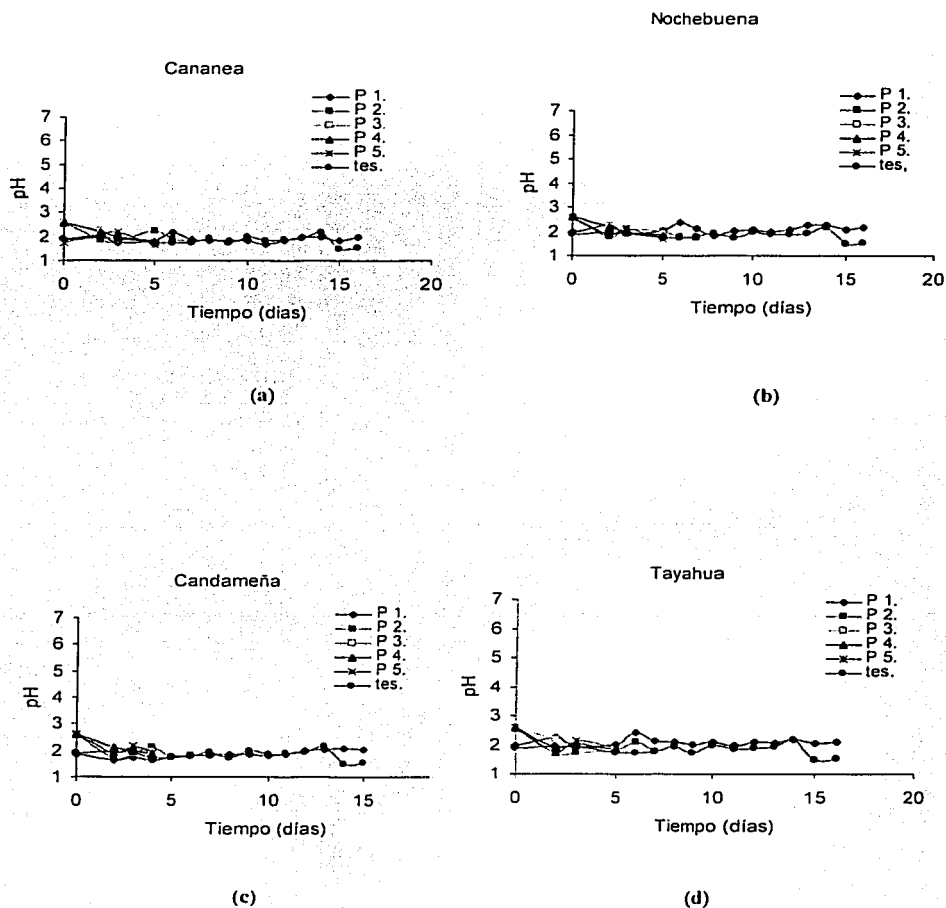 Cananea
pH
7
6
5
4
3
2
1
0
5
10
15
20
Tiempo (días)
P 1.
P 2.
P 3.
P 4.
P 5.
tes.
(a)
Nochebuena
pH
7
6
5
4
3
2
1
0
5
10
15
20
Tiempo (días)
P 1.
P 2.
P 3.
P 4.
P 5.
tes.
(b)
Candameña
pH
7
6
5
4
3
2
1
0
5
10
15
Tiempo (días)
P 1.
P 2.
P 3.
P 4.
P 5.
tes.
(c)
Tayahua
pH
7
6
5
4
3
2
1
0
5
10
15
20
Tiempo (días)
P 1.
P 2.
P 3.
P 4.
P 5.
tes.
(d)